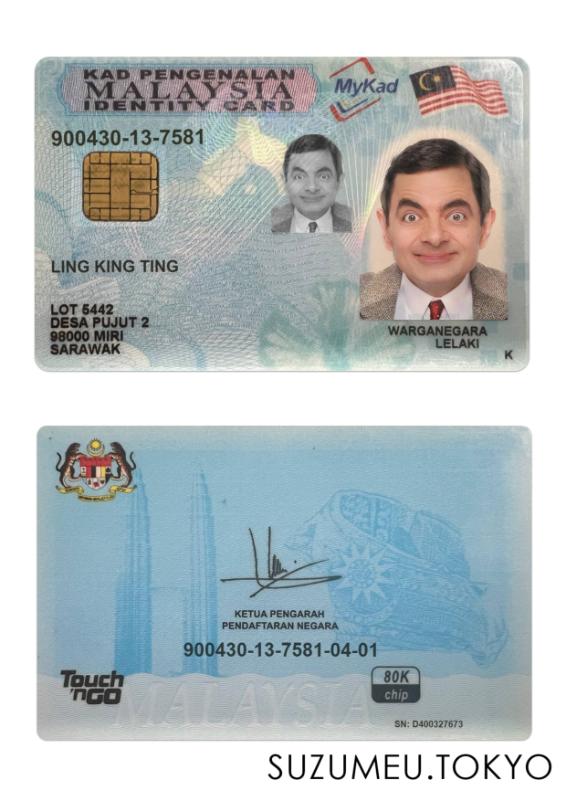 KAD PENGENALAN
MALAYSIA
IDENTITY CARD
MyKad
900430-13-7581
LING KING TING
LOT 5442
DESA PUJUT 2
98000 MIRI
SARAWAK
WARGANEGARA
LELAKI
K
KETUA PENGARAH
PENDAFTARAN NEGARA
900430-13-7581-04-01
Touch
'nGO
80K
chip
MALAYSIA
SN: D400327673
SUZUMEU.TOKYO